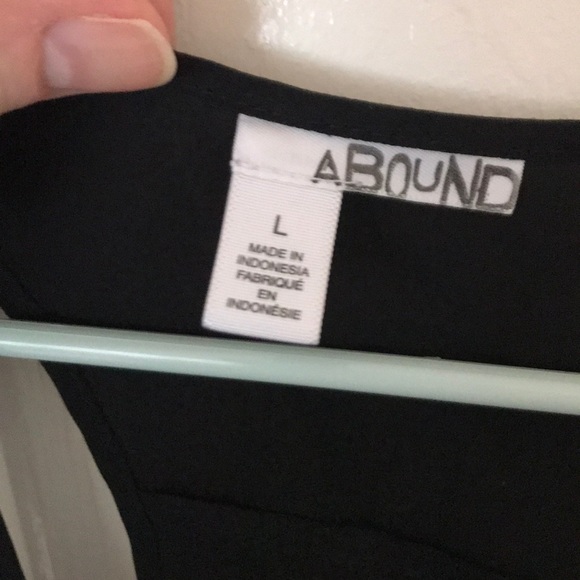 ABOUND
L
MADE IN
INDONESIA
FABRIQUÉ
EN
INDONÉSIE